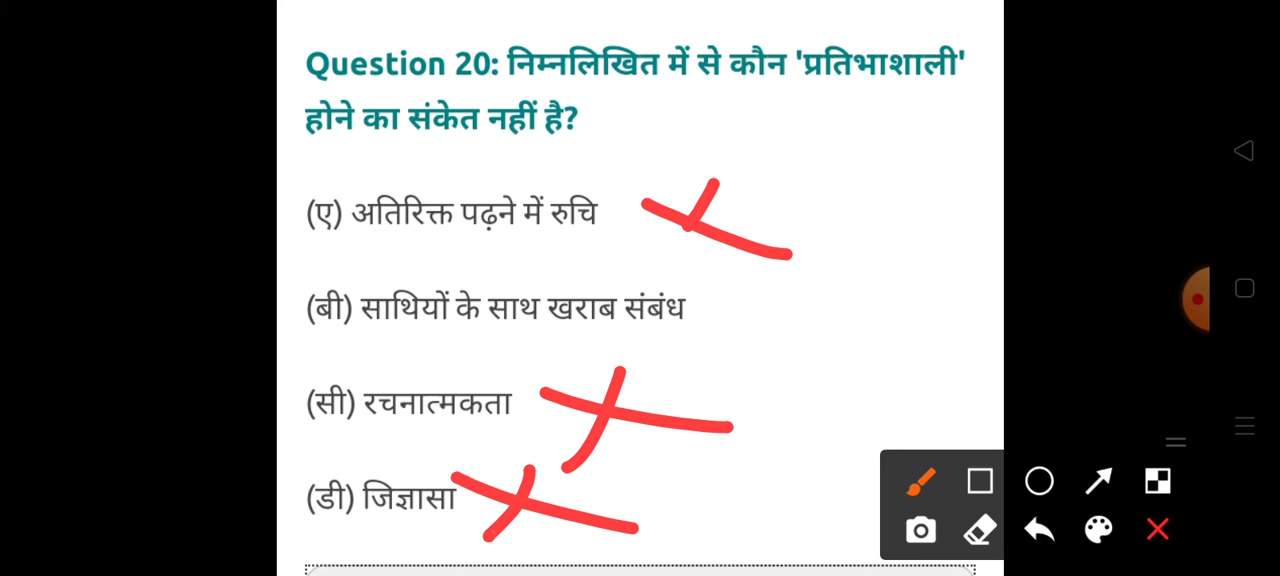 Question 20: निम्नलिखित में से कौन 'प्रतिभाशाली'
होने का संकेत नहीं है?
(ए) अतिरिक्त पढ़ने में रुचि
(बी) साथियों के साथ खराब संबंध
(सी) रचनात्मकता
(डी) जिज्ञासा